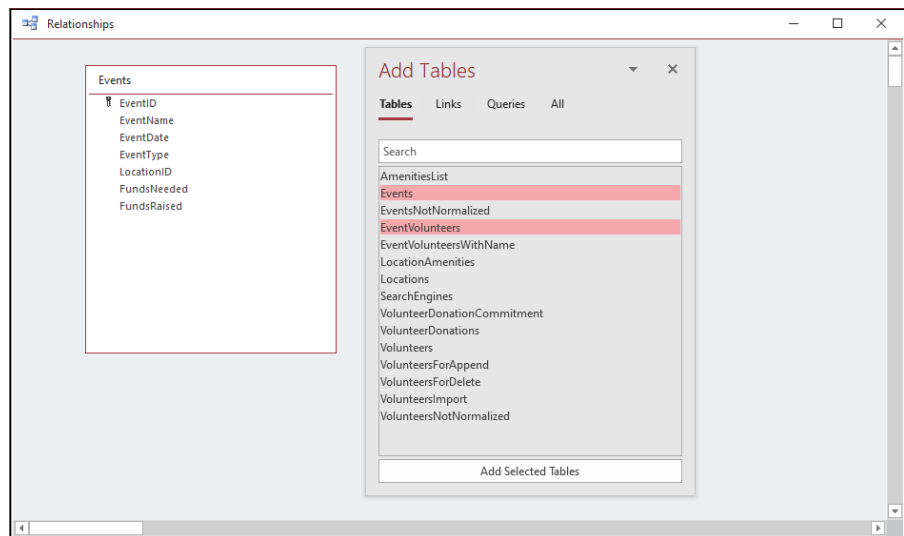 Relationships
Events
EventID
EventName
EventDate
EventType
LocationID
FundsNeeded
FundsRaised
Add Tables
Tables Links Queries All
Search
AmenitiesList
Events
EventsNotNormalized
EventVolunteers
EventVolunteersWithName
LocationAmenities
Locations
SearchEngines
VolunteerDonationCommitment
VolunteerDonations
Volunteers
VolunteersForAppend
VolunteersForDelete
VolunteersImport
VolunteersNotNormalized
Add Selected Tables